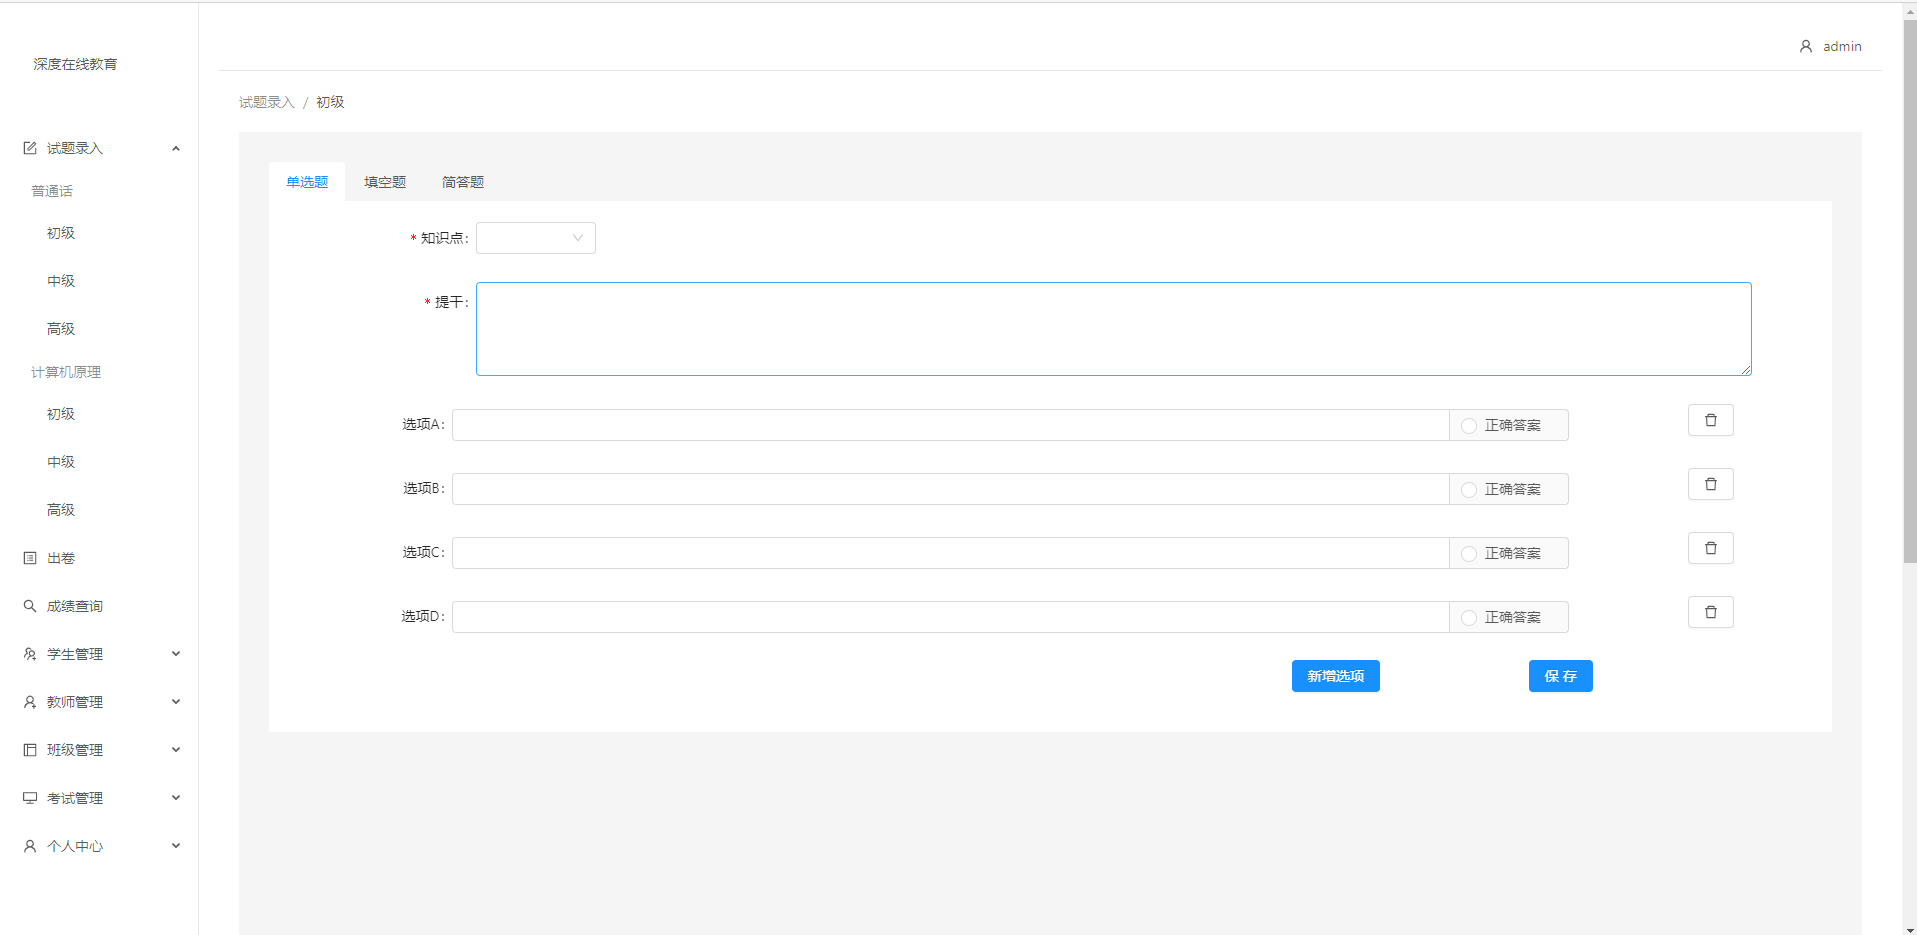 深度在线教育
admin
试题录入 / 初级
试题录入
普通话
初级
中级
高级
计算机原理
初级
中级
高级
出卷
成绩查询
学生管理
教师管理
班级管理
考试管理
个人中心
单选题 填空题 简答题
* 知识点:
* 提干:
选项A: 正确答案
选项B: 正确答案
选项C: 正确答案
选项D: 正确答案
新增选项 保 存